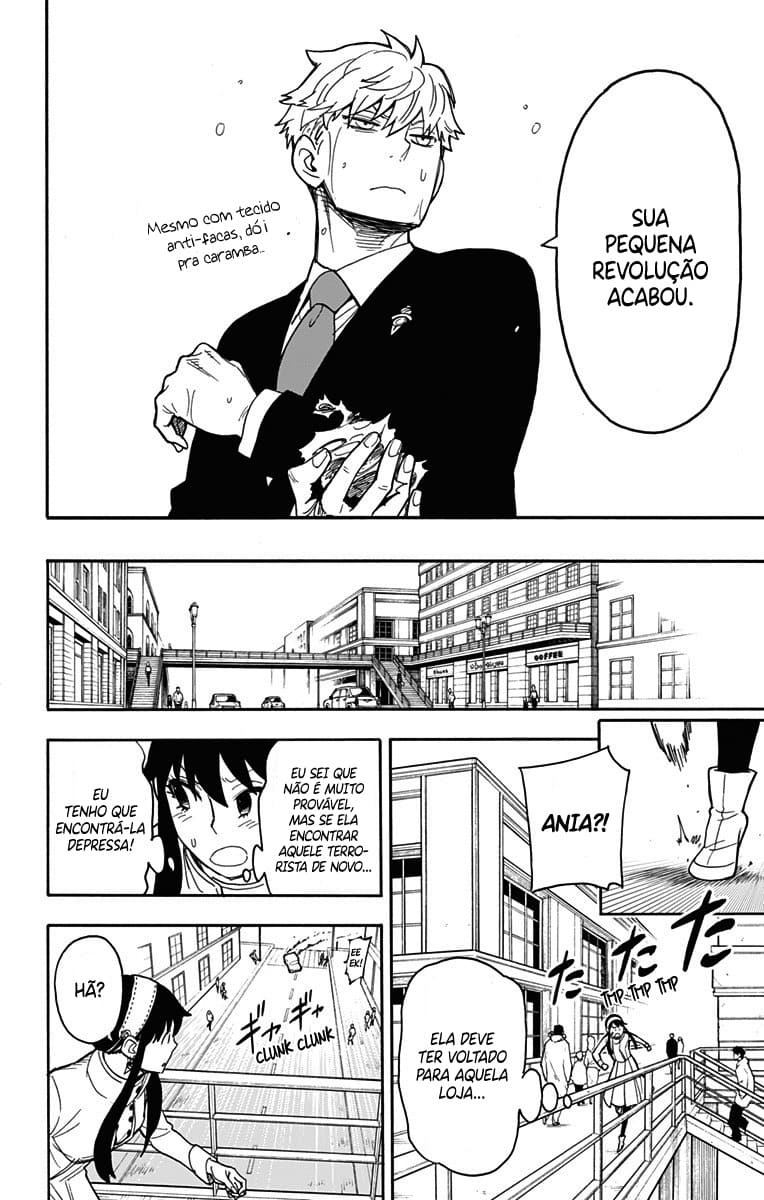 SUA
PEQUENA
REVOLUÇÃO
ACABOU.
Mesmo com tecido
anti-facas, dói
pra caramba..
COFFEE
ANIA?!
た た た
TMP TMP TMP
ELA DEVE
TER VOLTADO
PARA AQUELA
LOJA...
EU SEI QUE
NÃO É MUITO
PROVÁVEL,
MAS SE ELA
ENCONTRAR
AQUELE TERRO-
RISTA DE NOVO...
EU
TENHO QUE
ENCONTRÁ-LA
DEPRESSA!
EE
EK!
ギャギャ
CLUNK CLUNK
HÃ?